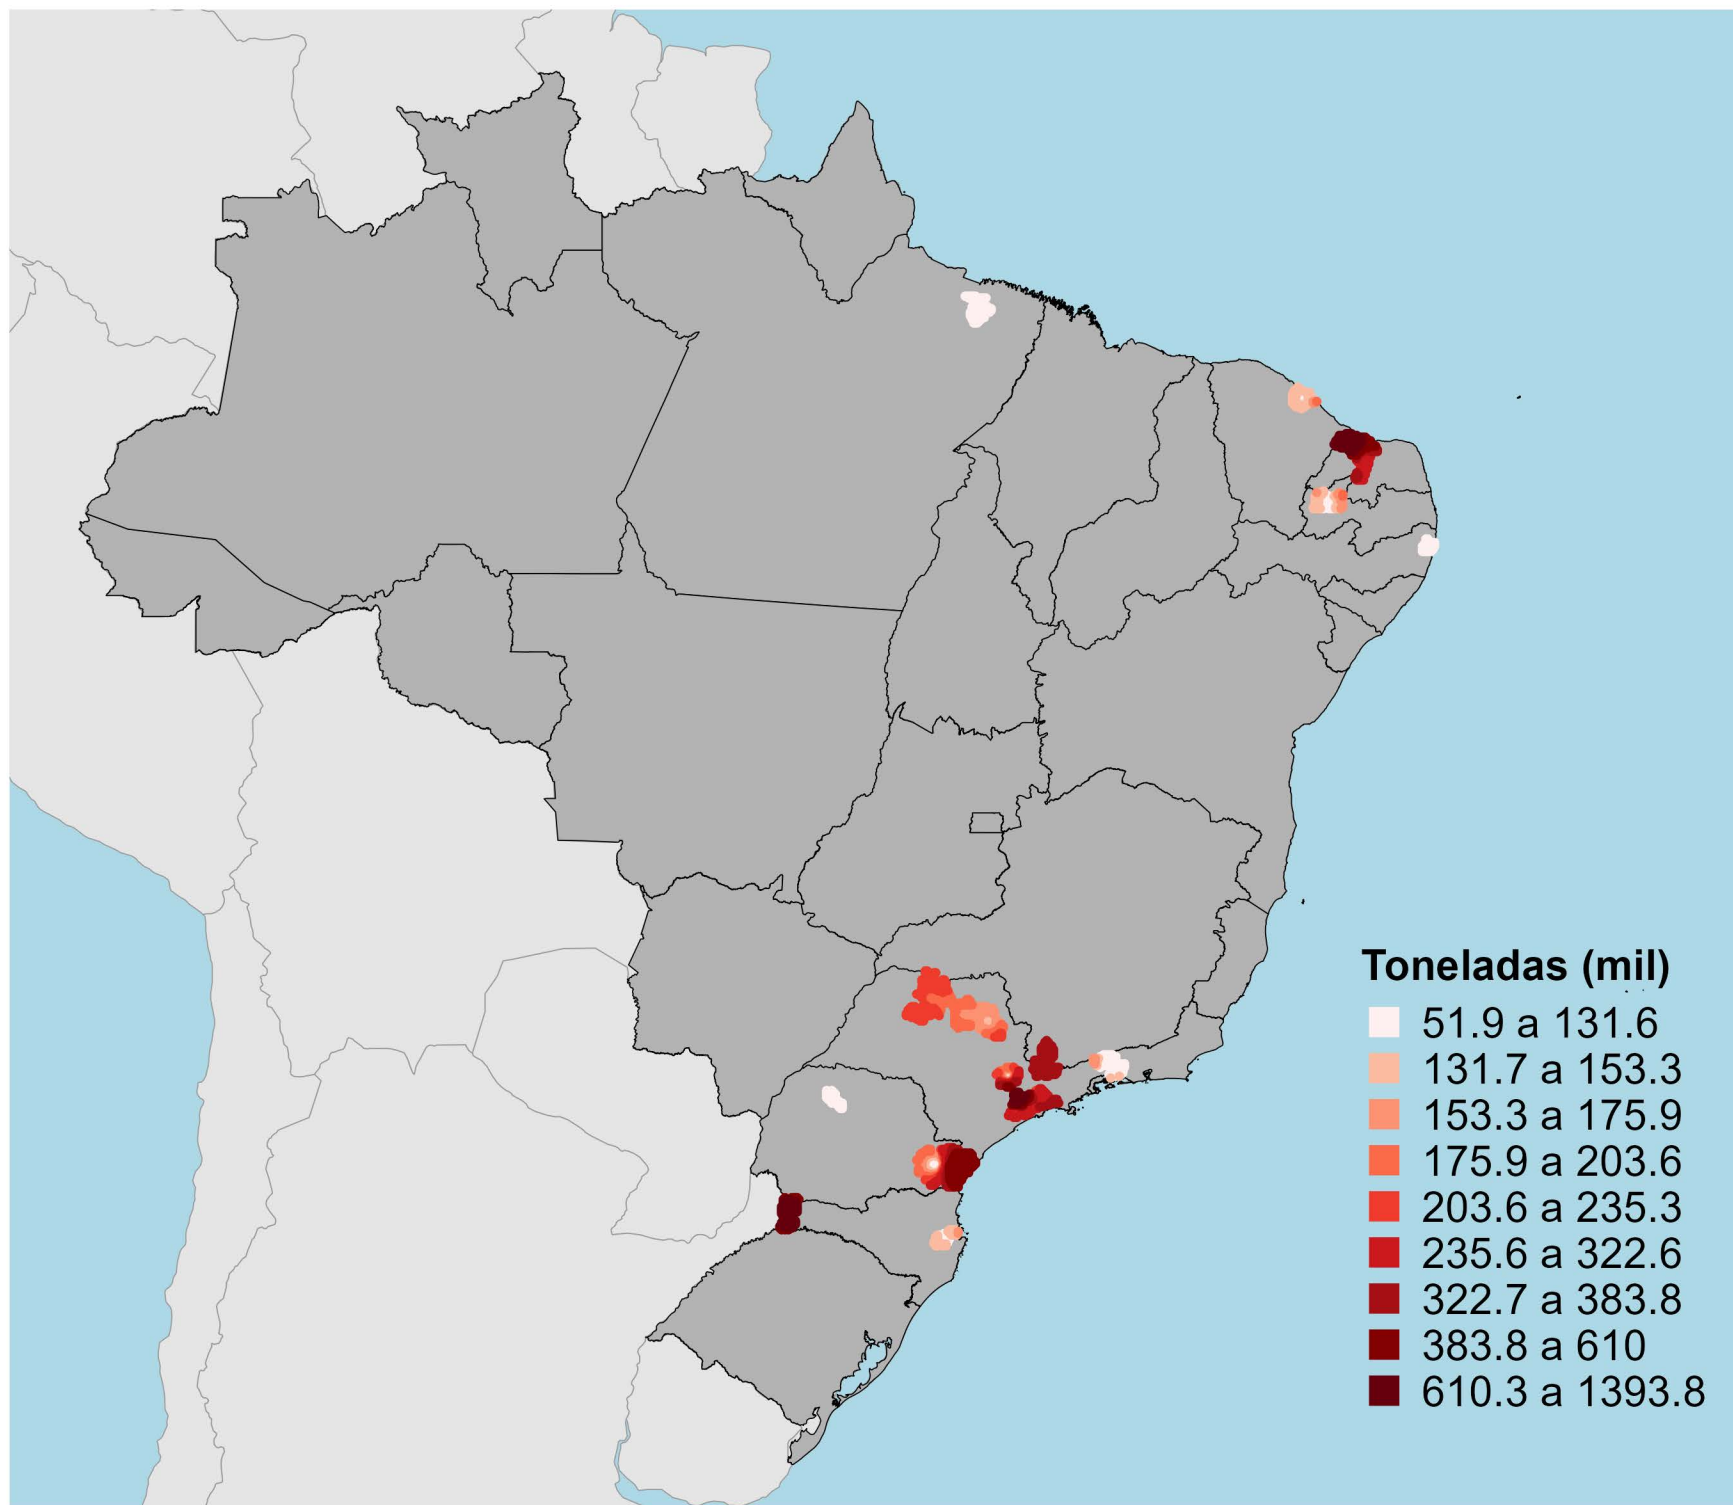 Toneladas (mil)
51.9 a 131.6
131.7 a 153.3
153.3 a 175.9
175.9 a 203.6
203.6 a 235.3
235.6 a 322.6
322.7 a 383.8
383.8 a 610
610.3 a 1393.8